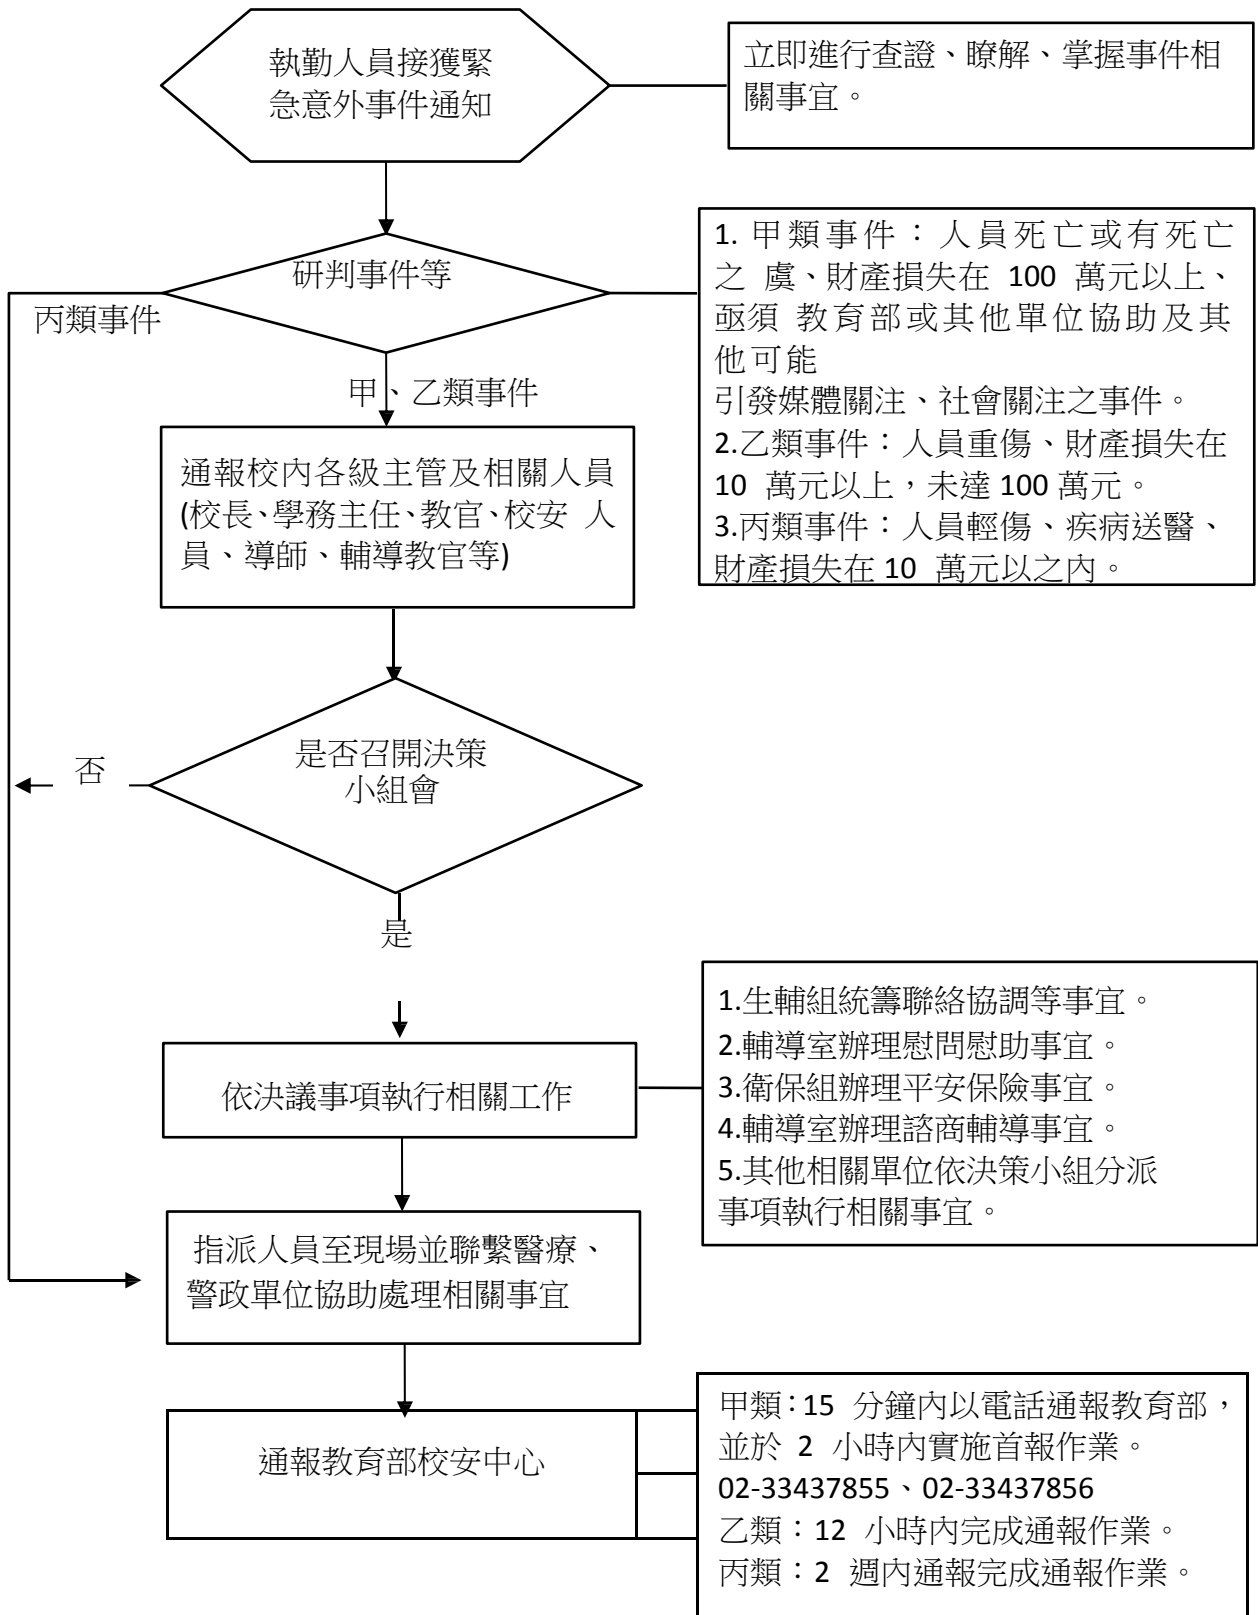 執勤人員接獲緊
急意外事件通知
立即進行查證、瞭解、掌握事件相
關事宜。
研判事件等
丙類事件
甲、乙類事件
1. 甲類事件：人員死亡或有死亡
之 虞、財產損失在 100 萬元以上、
亟須 教育部或其他單位協助及其
他可能
引發媒體關注、社會關注之事件。
2.乙類事件：人員重傷、財產損失在
10 萬元以上，未達 100 萬元。
3.丙類事件：人員輕傷、疾病送醫、
財產損失在 10 萬元以之內。
通報校內各級主管及相關人員
(校長、學務主任、教官、校安 人
員、導師、輔導教官等)
是否召開決策
小組會
否
是
依決議事項執行相關工作
1.生輔組統籌聯絡協調等事宜。
2.輔導室辦理慰問慰助事宜。
3.衛保組辦理平安保險事宜。
4.輔導室辦理諮商輔導事宜。
5.其他相關單位依決策小組分派
事項執行相關事宜。
指派人員至現場並聯繫醫療、
警政單位協助處理相關事宜
通報教育部校安中心
甲類：15 分鐘內以電話通報教育部，
並於 2 小時內實施首報作業。
02-33437855、02-33437856
乙類：12 小時內完成通報作業。
丙類：2 週內通報完成通報作業。